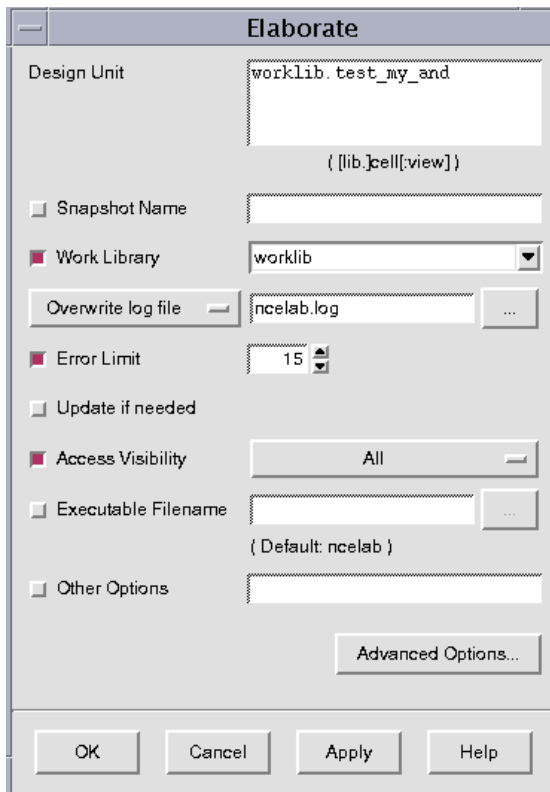 Elaborate
Design Unit
worklib.test_my_and
( [lib.]cell[:view] )
Snapshot Name
Work Library worklib
Overwrite log file ncelab.log ...
Error Limit 15
Update if needed
Access Visibility All
Executable Filename ...
( Default: ncelab )
Other Options
Advanced Options...
OK Cancel Apply Help